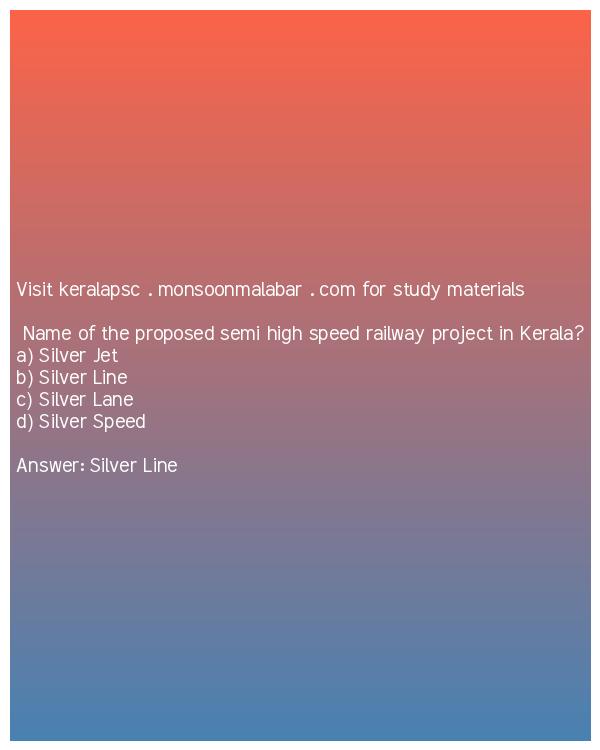 Visit keralapsc . monsoonmalabar . com for study materials
Name of the proposed semi high speed railway project in Kerala?
a) Silver Jet
b) Silver Line
c) Silver Lane
d) Silver Speed
Answer: Silver Line